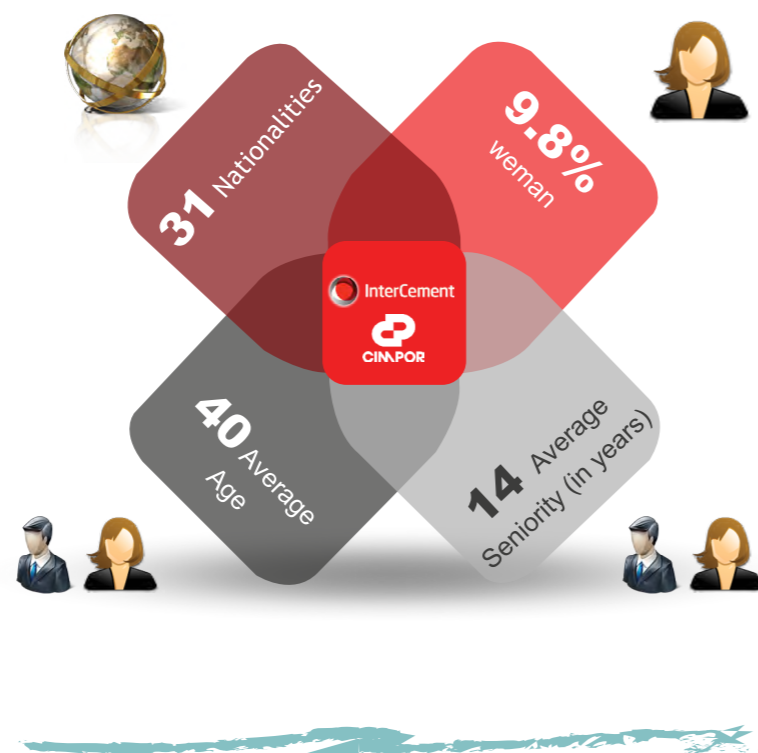 31 Nationalities
9.8%
weman
InterCement
CIMPOR
40 Average
Age
14 Average
Seniority (in years)